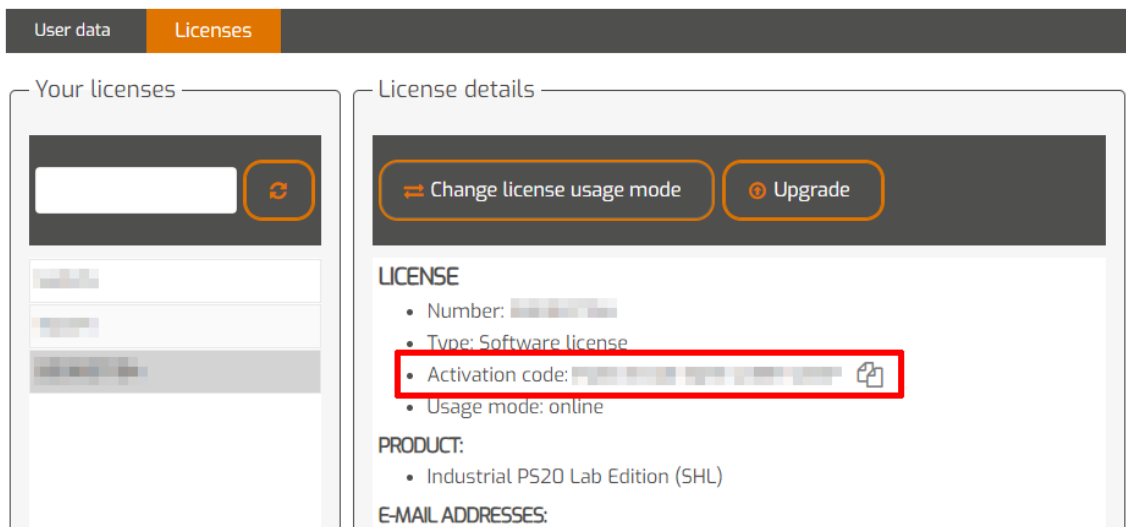 User data
Licenses
Your licenses
License details
Change license usage mode
Upgrade
LICENSE
• Number:
• Type: Software license
• Activation code:
• Usage mode: online
PRODUCT:
• Industrial PS20 Lab Edition (SHL)
E-MAIL ADDRESSES: